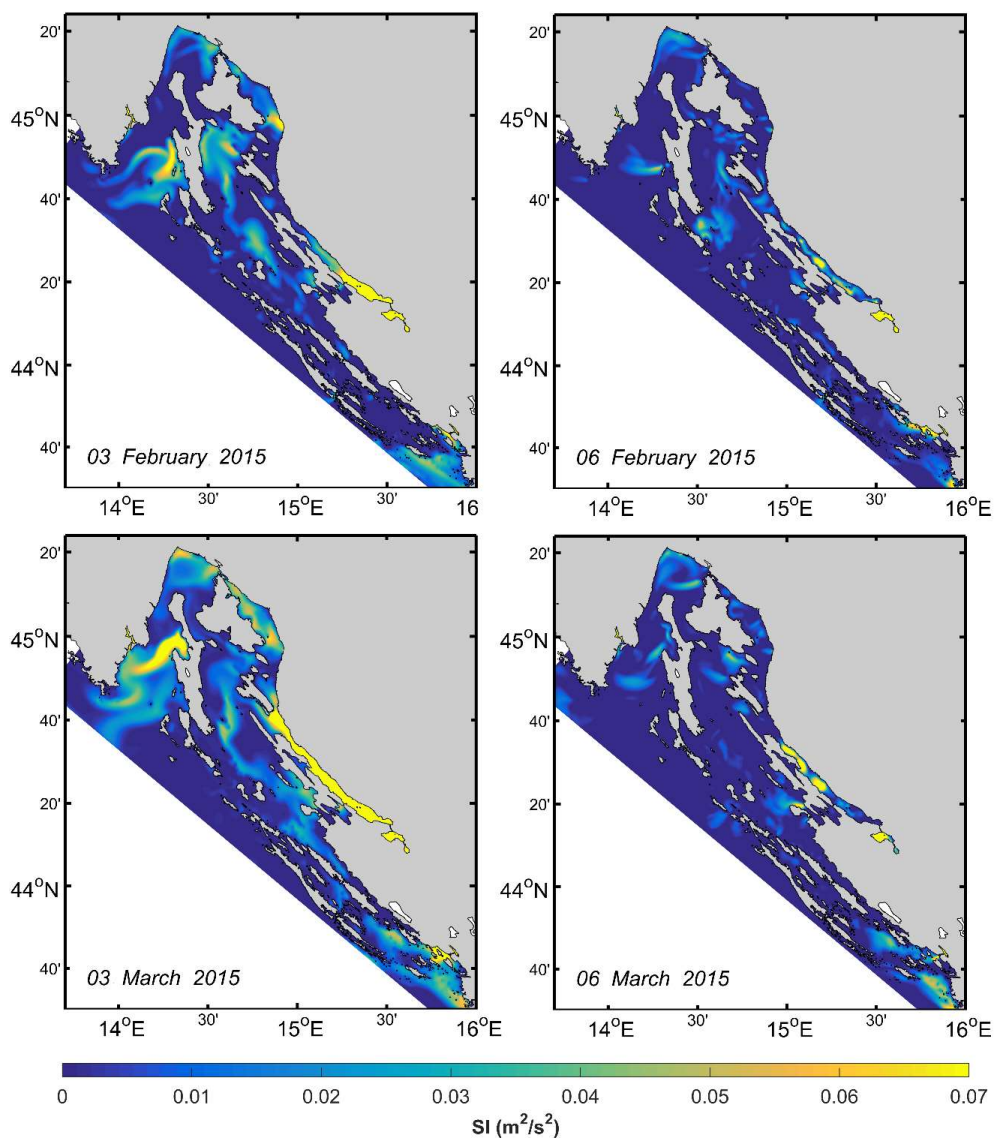 20'
45°N
40'
20'
44°N
40'
03 February 2015
14°E 30' 15°E 30' 16°E
20'
45°N
40'
20'
44°N
40'
06 February 2015
14°E 30' 15°E 30' 16°E
20'
45°N
40'
20'
44°N
40'
03 March 2015
14°E 30' 15°E 30' 16°E
20'
45°N
40'
20'
44°N
40'
06 March 2015
14°E 30' 15°E 30' 16°E
0 0.01 0.02 0.03 0.04 0.05 0.06 0.07
SI (m²/s²)